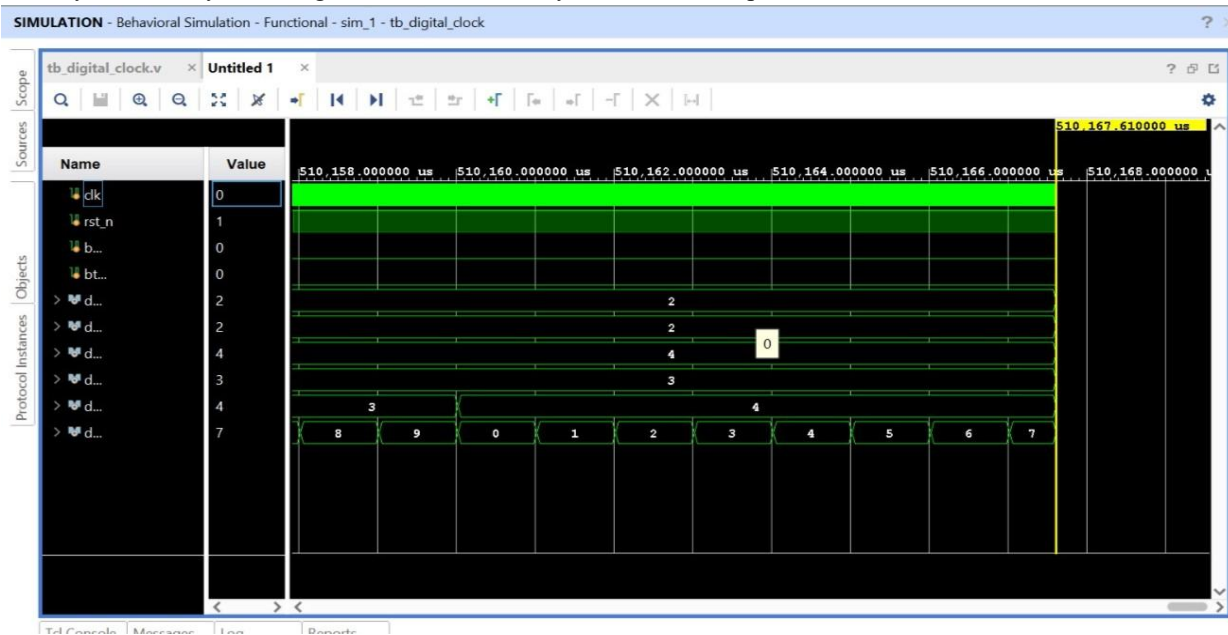 SIMULATION - Behavioral Simulation - Functional - sim_1 - tb_digital_clock ?
Scope
Sources
Objects
Protocol Instances
tb_digital_clock.v × Untitled 1 × ?
510,167.610000 us
Name Value
510,158.000000 us 510,160.000000 us 510,162.000000 us 510,164.000000 us 510,166.000000 us 510,168.000000 u
clk 0
rst_n 1
b... 0
bt... 0
> d... 2 2
> d... 2 2
0
> d... 4 4
> d... 3 3
> d... 4 3 4
> d... 7 8 9 0 1 2 3 4 5 6 7
Tcl Console Messages Log Reports